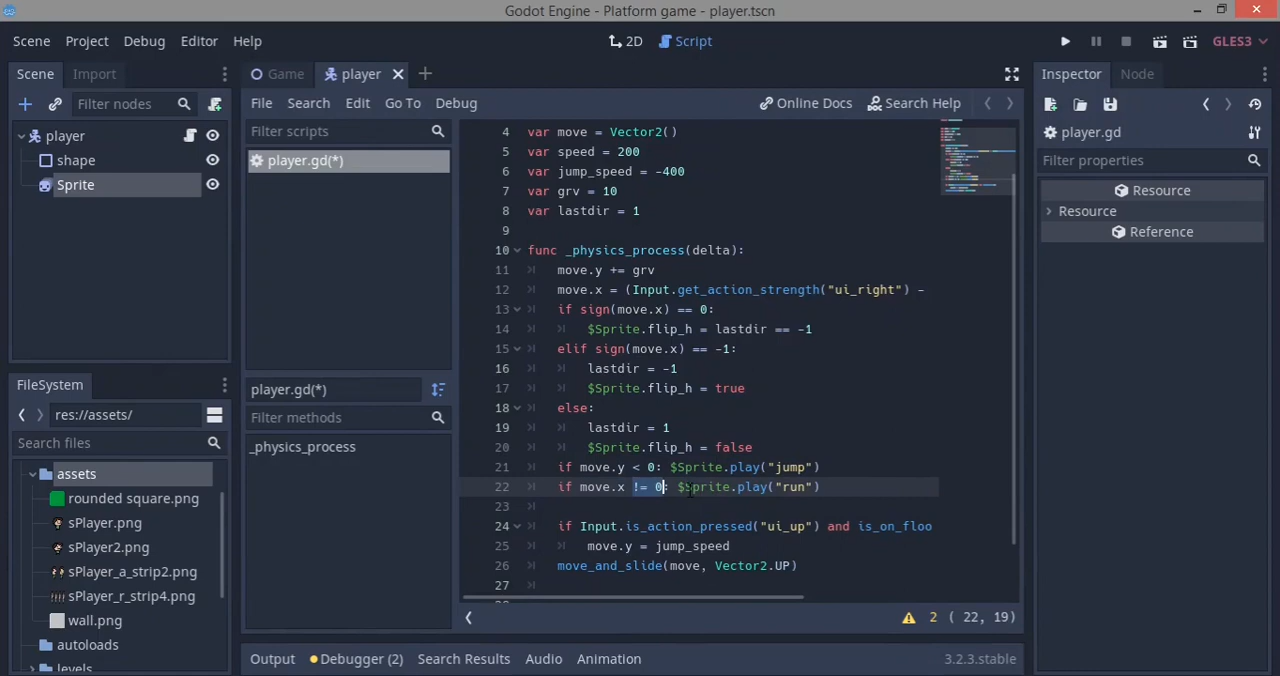 Godot Engine - Platform game - player.tscn
Scene Project Debug Editor Help
2D Script
GLES3
Scene Import
Filter nodes
player
shape
Sprite
FileSystem
res://assets/
Search files
assets
rounded square.png
sPlayer.png
sPlayer2.png
sPlayer_a_strip2.png
sPlayer_r_strip4.png
wall.png
autoloads
levels
Game player
File Search Edit Go To Debug
Online Docs Search Help
Filter scripts
player.gd(*)
player.gd(*)
Filter methods
_physics_process
4 var move = Vector2()
5 var speed = 200
6 var jump_speed = -400
7 var grv = 10
8 var lastdir = 1
9
10 func _physics_process(delta):
11 move.y += grv
12 move.x = (Input.get_action_strength("ui_right") -
13 if sign(move.x) == 0:
14 $Sprite.flip_h = lastdir == -1
15 elif sign(move.x) == -1:
16 lastdir = -1
17 $Sprite.flip_h = true
18 else:
19 lastdir = 1
20 $Sprite.flip_h = false
21 if move.y < 0: $Sprite.play("jump")
22 if move.x != 0: $Sprite.play("run")
23
24 if Input.is_action_pressed("ui_up") and is_on_floo
25 move.y = jump_speed
26 move_and_slide(move, Vector2.UP)
27
2 ( 22, 19)
Output Debugger (2) Search Results Audio Animation
3.2.3.stable
Inspector Node
player.gd
Filter properties
Resource
Resource
Reference